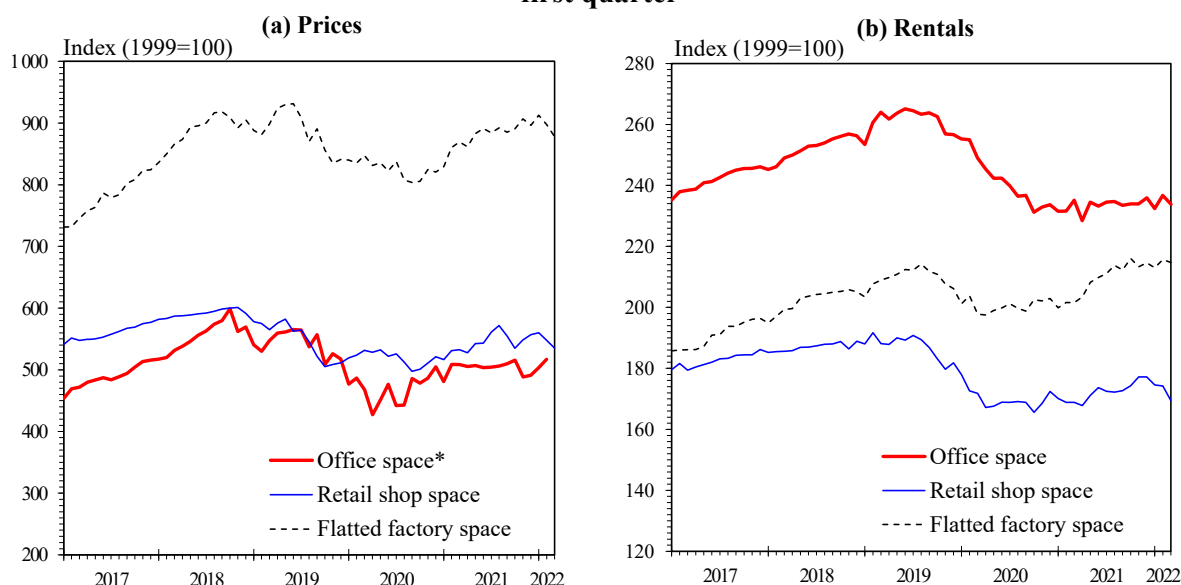 first quarter
(a) Prices
Index (1999=100)
1 000
900
800
700
600
500
400
300
200
Office space*
Retail shop space
Flatted factory space
2017 2018 2019 2020 2021 2022
(b) Rentals
Index (1999=100)
280
260
240
220
200
180
160
140
120
Office space
Retail shop space
Flatted factory space
2017 2018 2019 2020 2021 2022